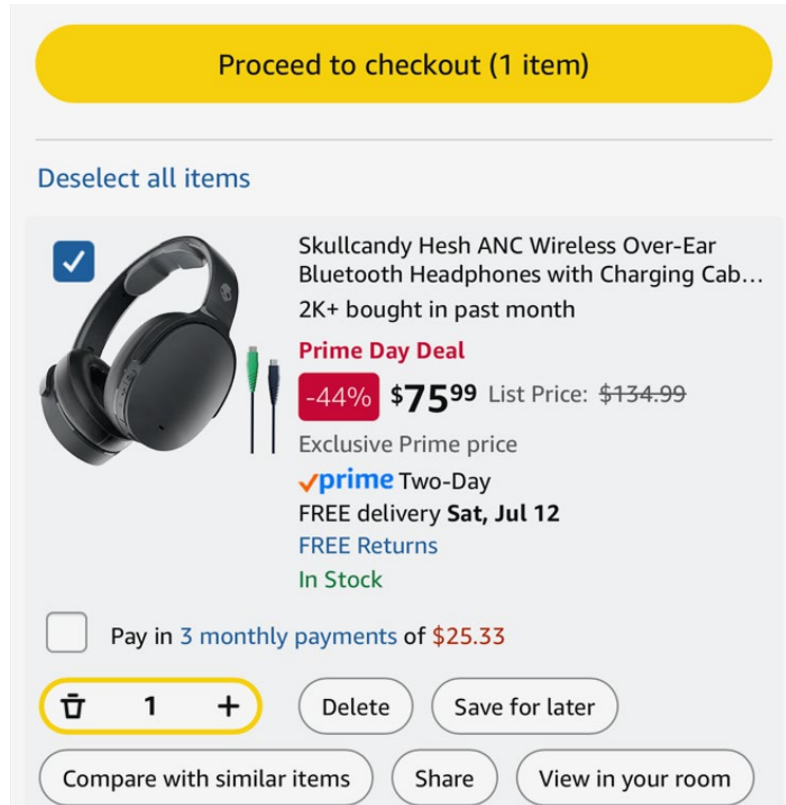 Proceed to checkout (1 item)
Deselect all items
Skullcandy Hesh ANC Wireless Over-Ear
Bluetooth Headphones with Charging Cab...
2K+ bought in past month
Prime Day Deal
-44% $75⁹⁹ List Price: $134.99
Exclusive Prime price
prime Two-Day
FREE delivery Sat, Jul 12
FREE Returns
In Stock
Pay in 3 monthly payments of $25.33
1 +
Delete
Save for later
Compare with similar items
Share
View in your room